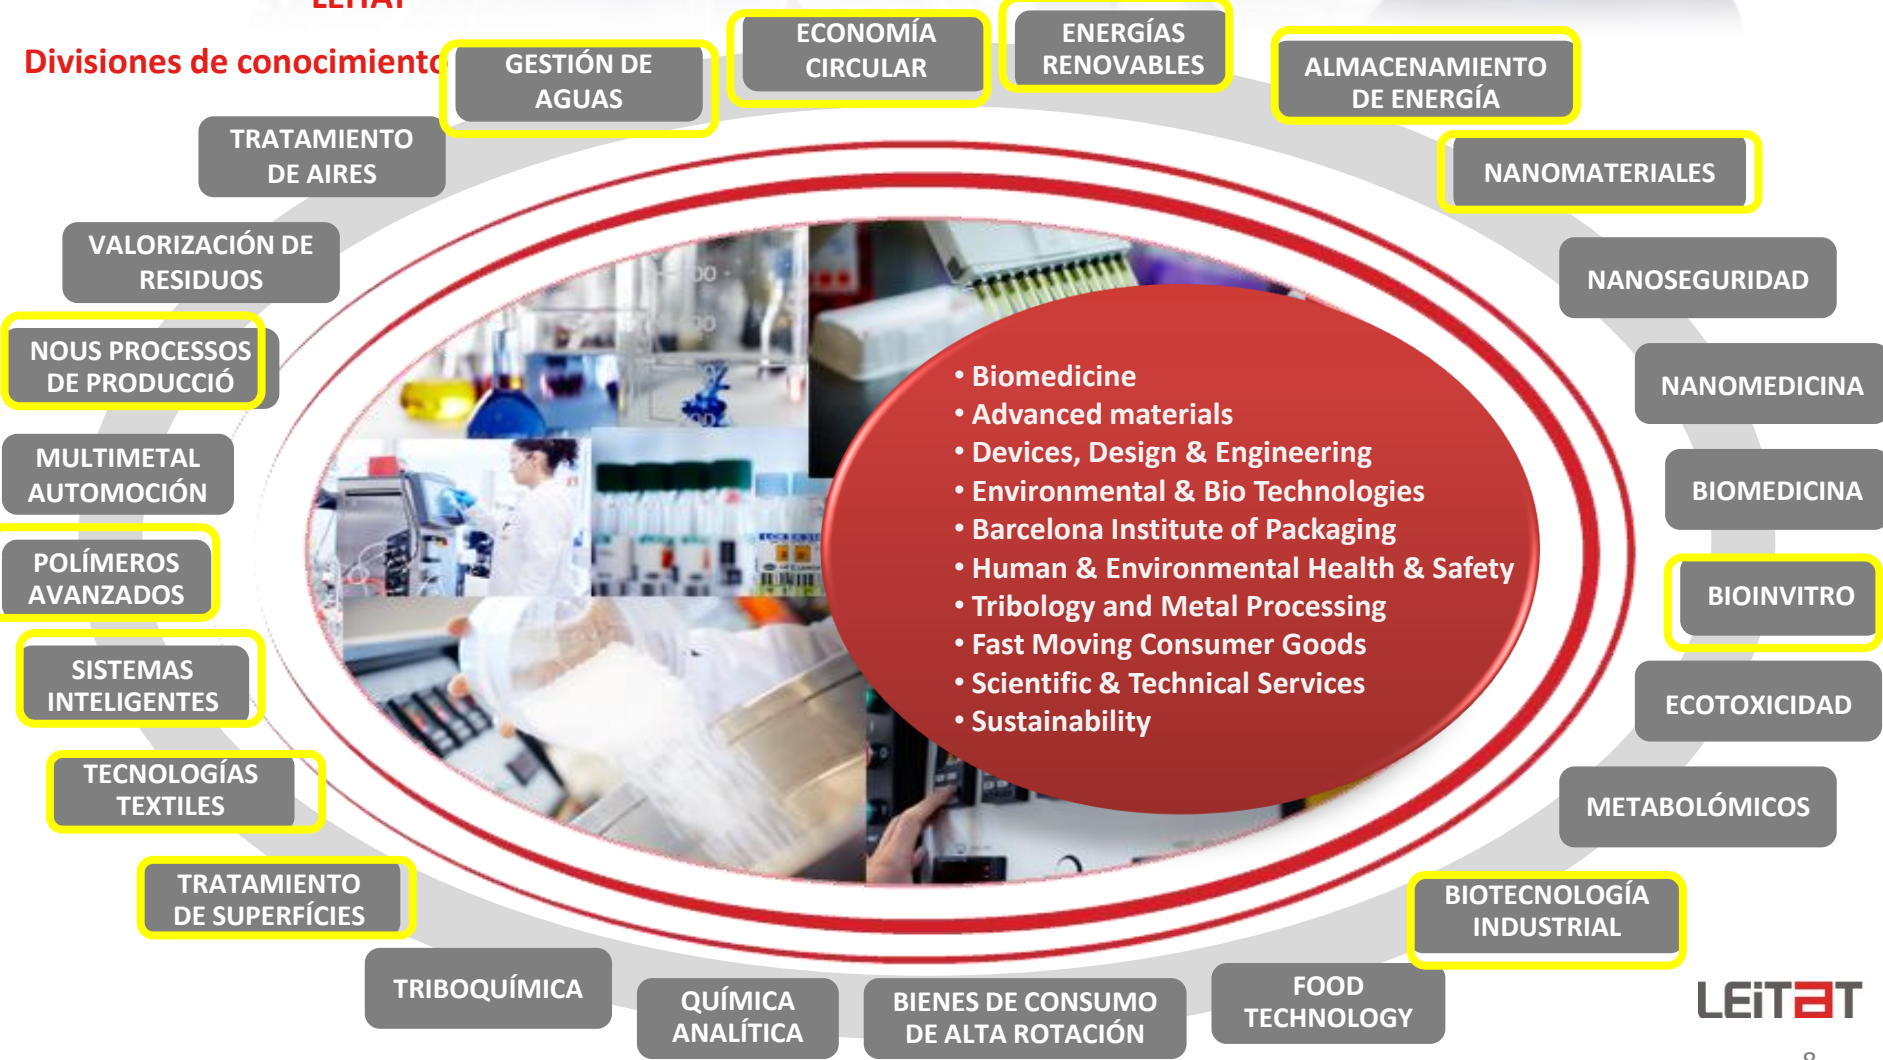 LEITAT
Divisiones de conocimiento
GESTIÓN DE
AGUAS
ECONOMÍA
CIRCULAR
ENERGÍAS
RENOVABLES
ALMACENAMIENTO
DE ENERGÍA
NANOMATERIALES
NANOSEGURIDAD
NANOMEDICINA
BIOMEDICINA
BIOINVITRO
ECOTOXICIDAD
METABOLÓMICOS
BIOTECNOLOGÍA
INDUSTRIAL
FOOD
TECHNOLOGY
BIENES DE CONSUMO
DE ALTA ROTACIÓN
QUÍMICA
ANALÍTICA
TRIBOQUÍMICA
TRATAMIENTO
DE SUPERFÍCIES
TECNOLOGÍAS
TEXTILES
SISTEMAS
INTELIGENTES
POLÍMEROS
AVANZADOS
MULTIMETAL
AUTOMOCIÓN
NOUS PROCESSOS
DE PRODUCCIÓ
VALORIZACIÓN DE
RESIDUOS
TRATAMIENTO
DE AIRES
• Biomedicine
• Advanced materials
• Devices, Design & Engineering
• Environmental & Bio Technologies
• Barcelona Institute of Packaging
• Human & Environmental Health & Safety
• Tribology and Metal Processing
• Fast Moving Consumer Goods
• Scientific & Technical Services
• Sustainability
LEiTaT
8